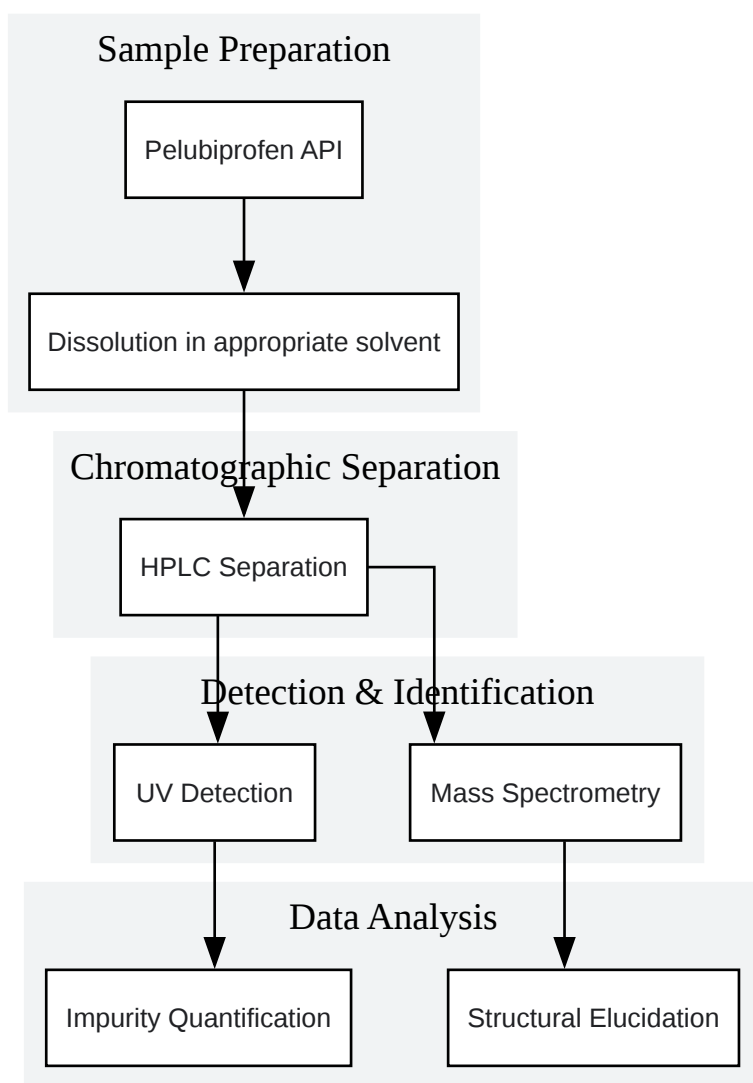 Sample Preparation
Pelubiprofen API
Dissolution in appropriate solvent
Chromatographic Separation
HPLC Separation
Detection & Identification
UV Detection
Mass Spectrometry
Data Analysis
Impurity Quantification
Structural Elucidation